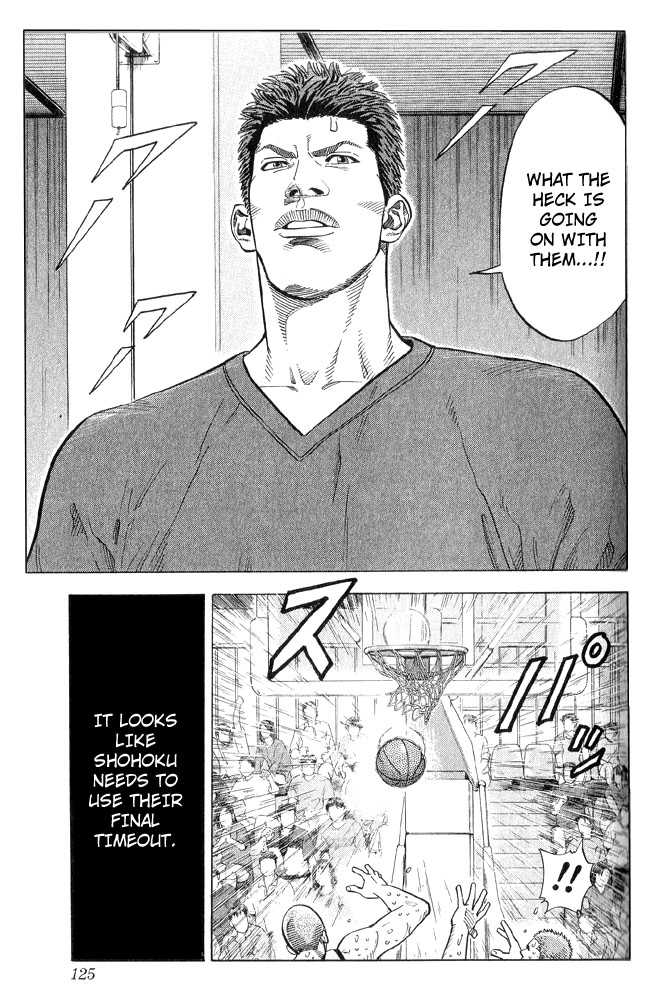 WHAT THE
HECK IS
GOING
ON WITH
THEM...!!
スパッ
!!
IT LOOKS
LIKE
SHOHOKU
NEEDS TO
USE THEIR
FINAL
TIMEOUT.
125